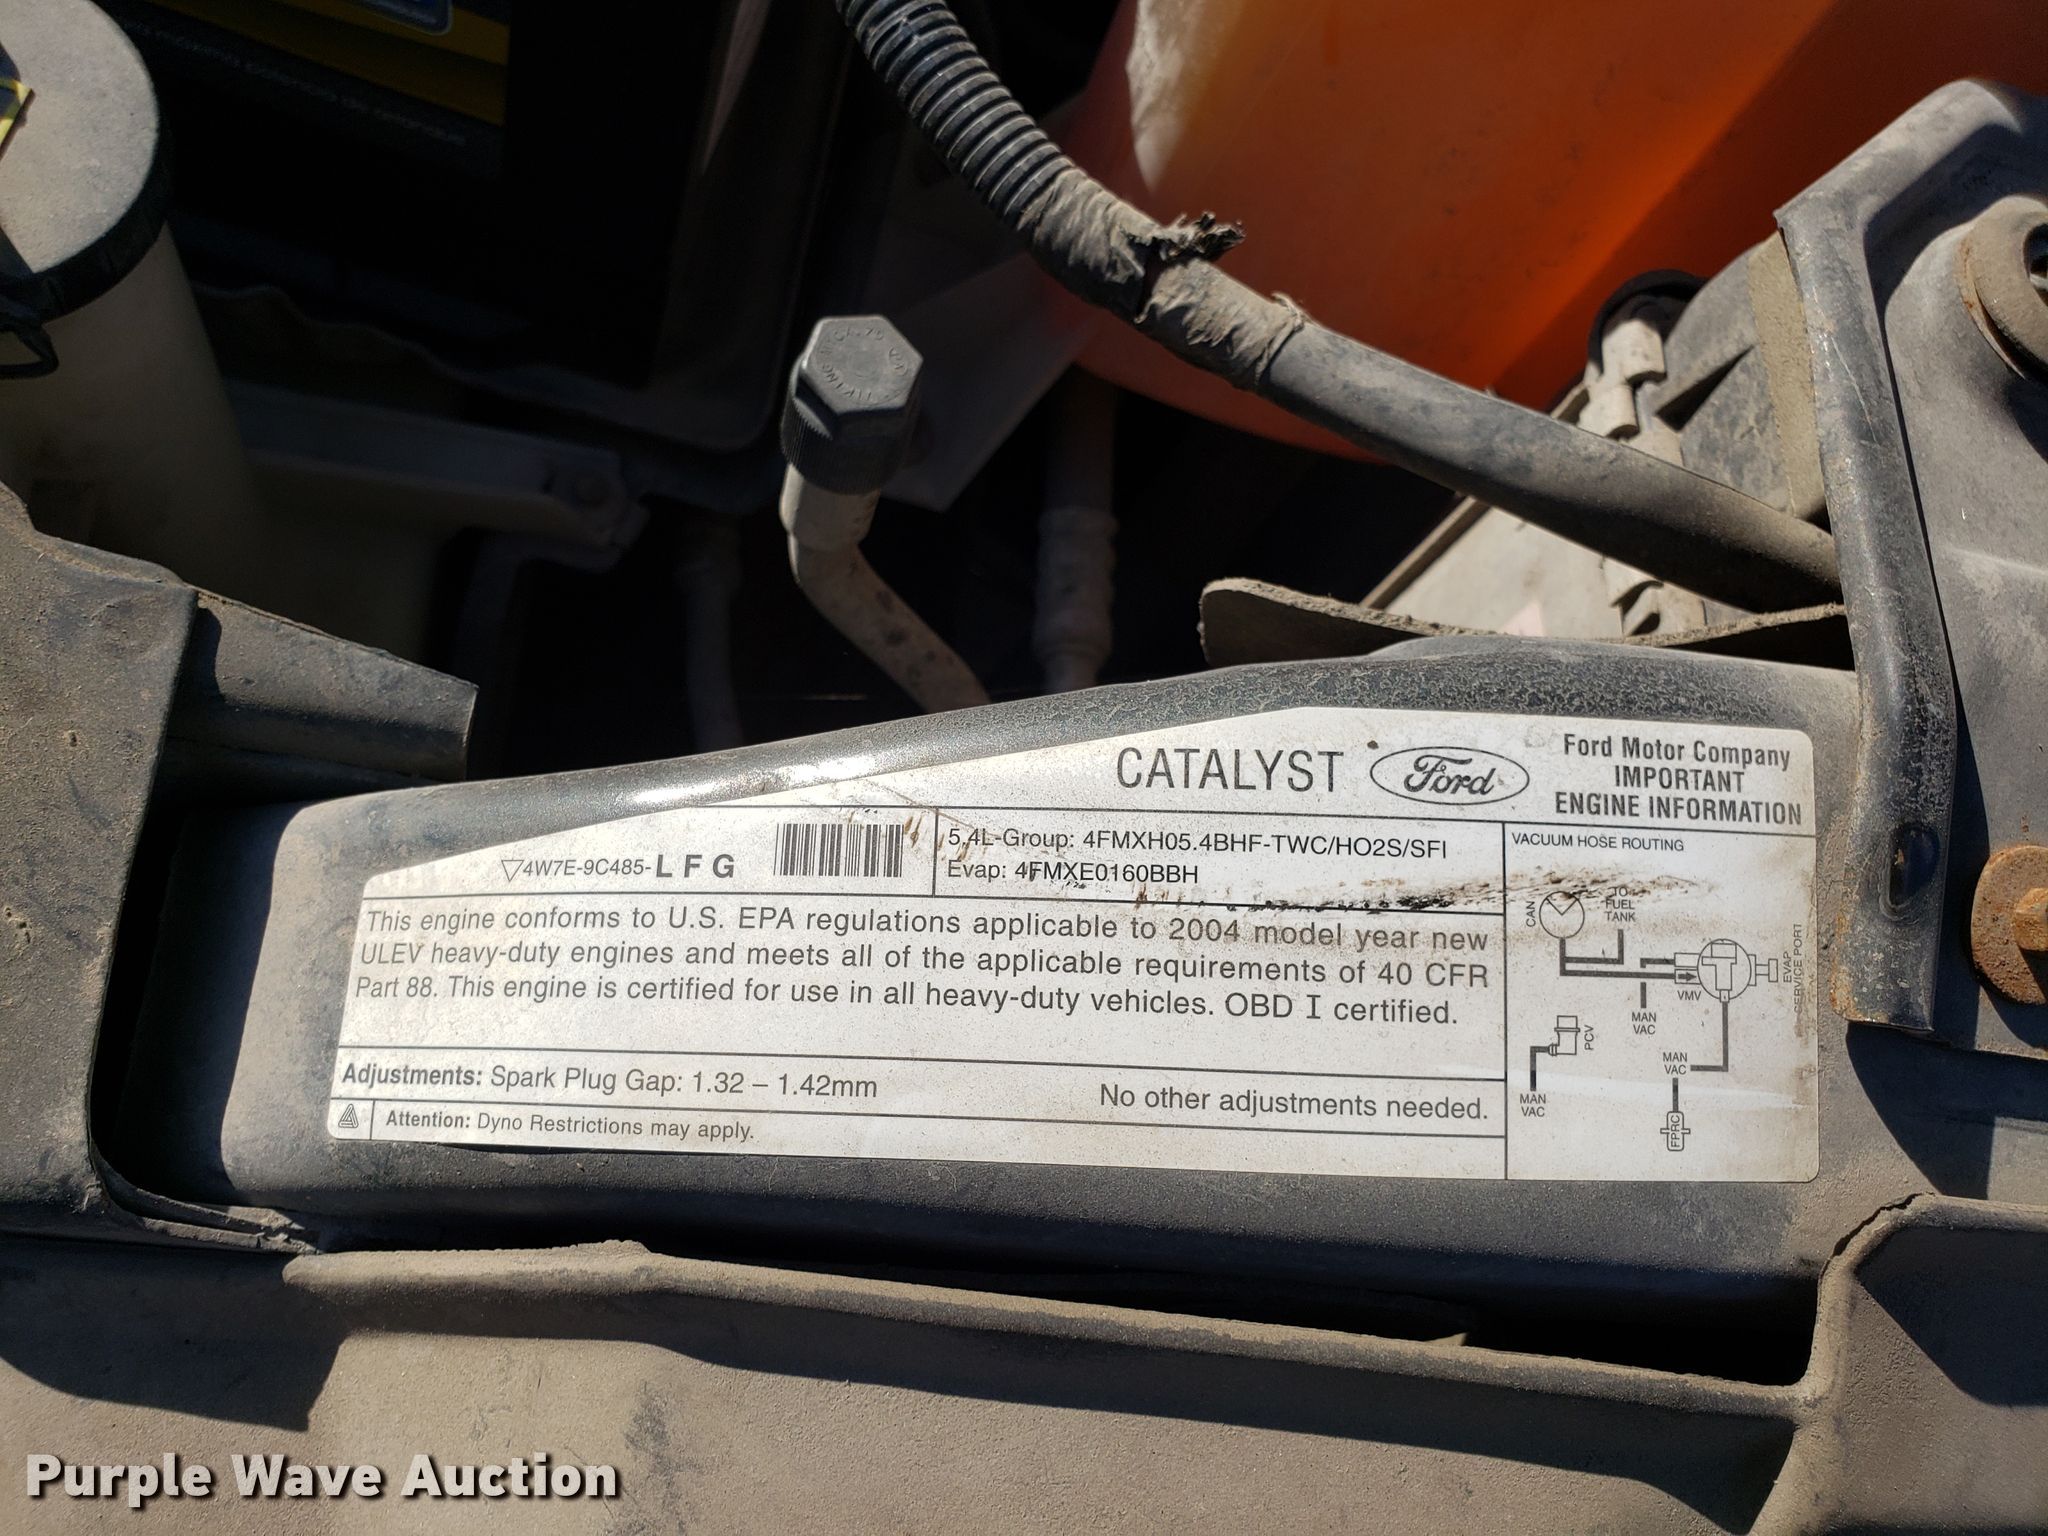 CATALYST
Ford
Ford Motor Company
IMPORTANT
ENGINE INFORMATION
4W7E-9C485-LFG
5.4L-Group: 4FMXH05.4BHF-TWC/HO2S/SFI
Evap: 4FMXE0160BBH
This engine conforms to U.S. EPA regulations applicable to 2004 model year new
ULEV heavy-duty engines and meets all of the applicable requirements of 40 CFR
Part 88. This engine is certified for use in all heavy-duty vehicles. OBD I certified.
Adjustments: Spark Plug Gap: 1.32 – 1.42mm
No other adjustments needed.
Attention: Dyno Restrictions may apply.
VACUUM HOSE ROUTING
CAN
TO
FUEL
TANK
EVAP
SERVICE PORT
VMV
MAN
VAC
PCV
MAN
VAC
MAN
VAC
FPRC
Purple Wave Auction